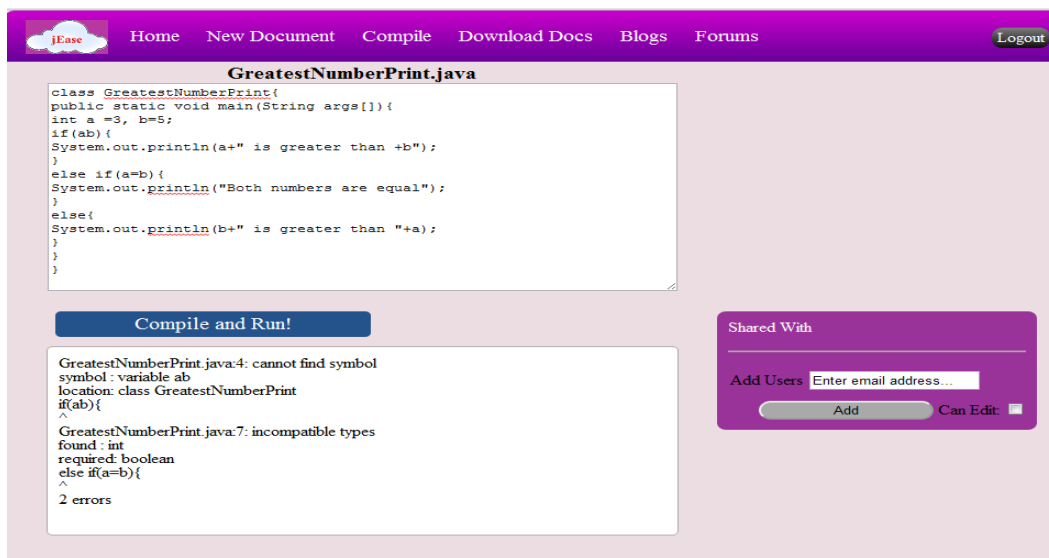 jEase Home New Document Compile Download Docs Blogs Forums Logout
GreatestNumberPrint.java
class GreatestNumberPrint{
public static void main(String args[]){
int a =3, b=5;
if(ab){
System.out.println(a+" is greater than +b");
}
else if(a=b){
System.out.println("Both numbers are equal");
}
else{
System.out.println(b+" is greater than "+a);
}
}
}
Compile and Run!
GreatestNumberPrint.java:4: cannot find symbol
symbol : variable ab
location: class GreatestNumberPrint
if(ab){
^
GreatestNumberPrint.java:7: incompatible types
found : int
required: boolean
else if(a=b){
^
2 errors
Shared With
Add Users Enter email address...
Add Can Edit: